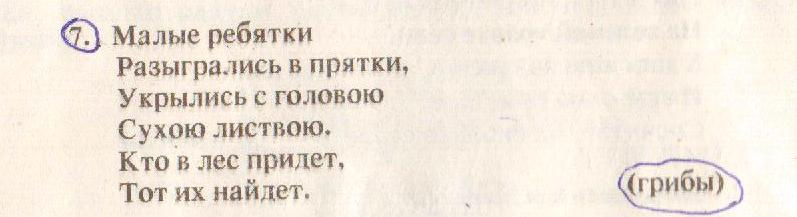 7. Малые ребятки
Разыгрались в прятки,
Укрылись с головою
Сухою листвою.
Кто в лес придет,
Тот их найдет.
(грибы)